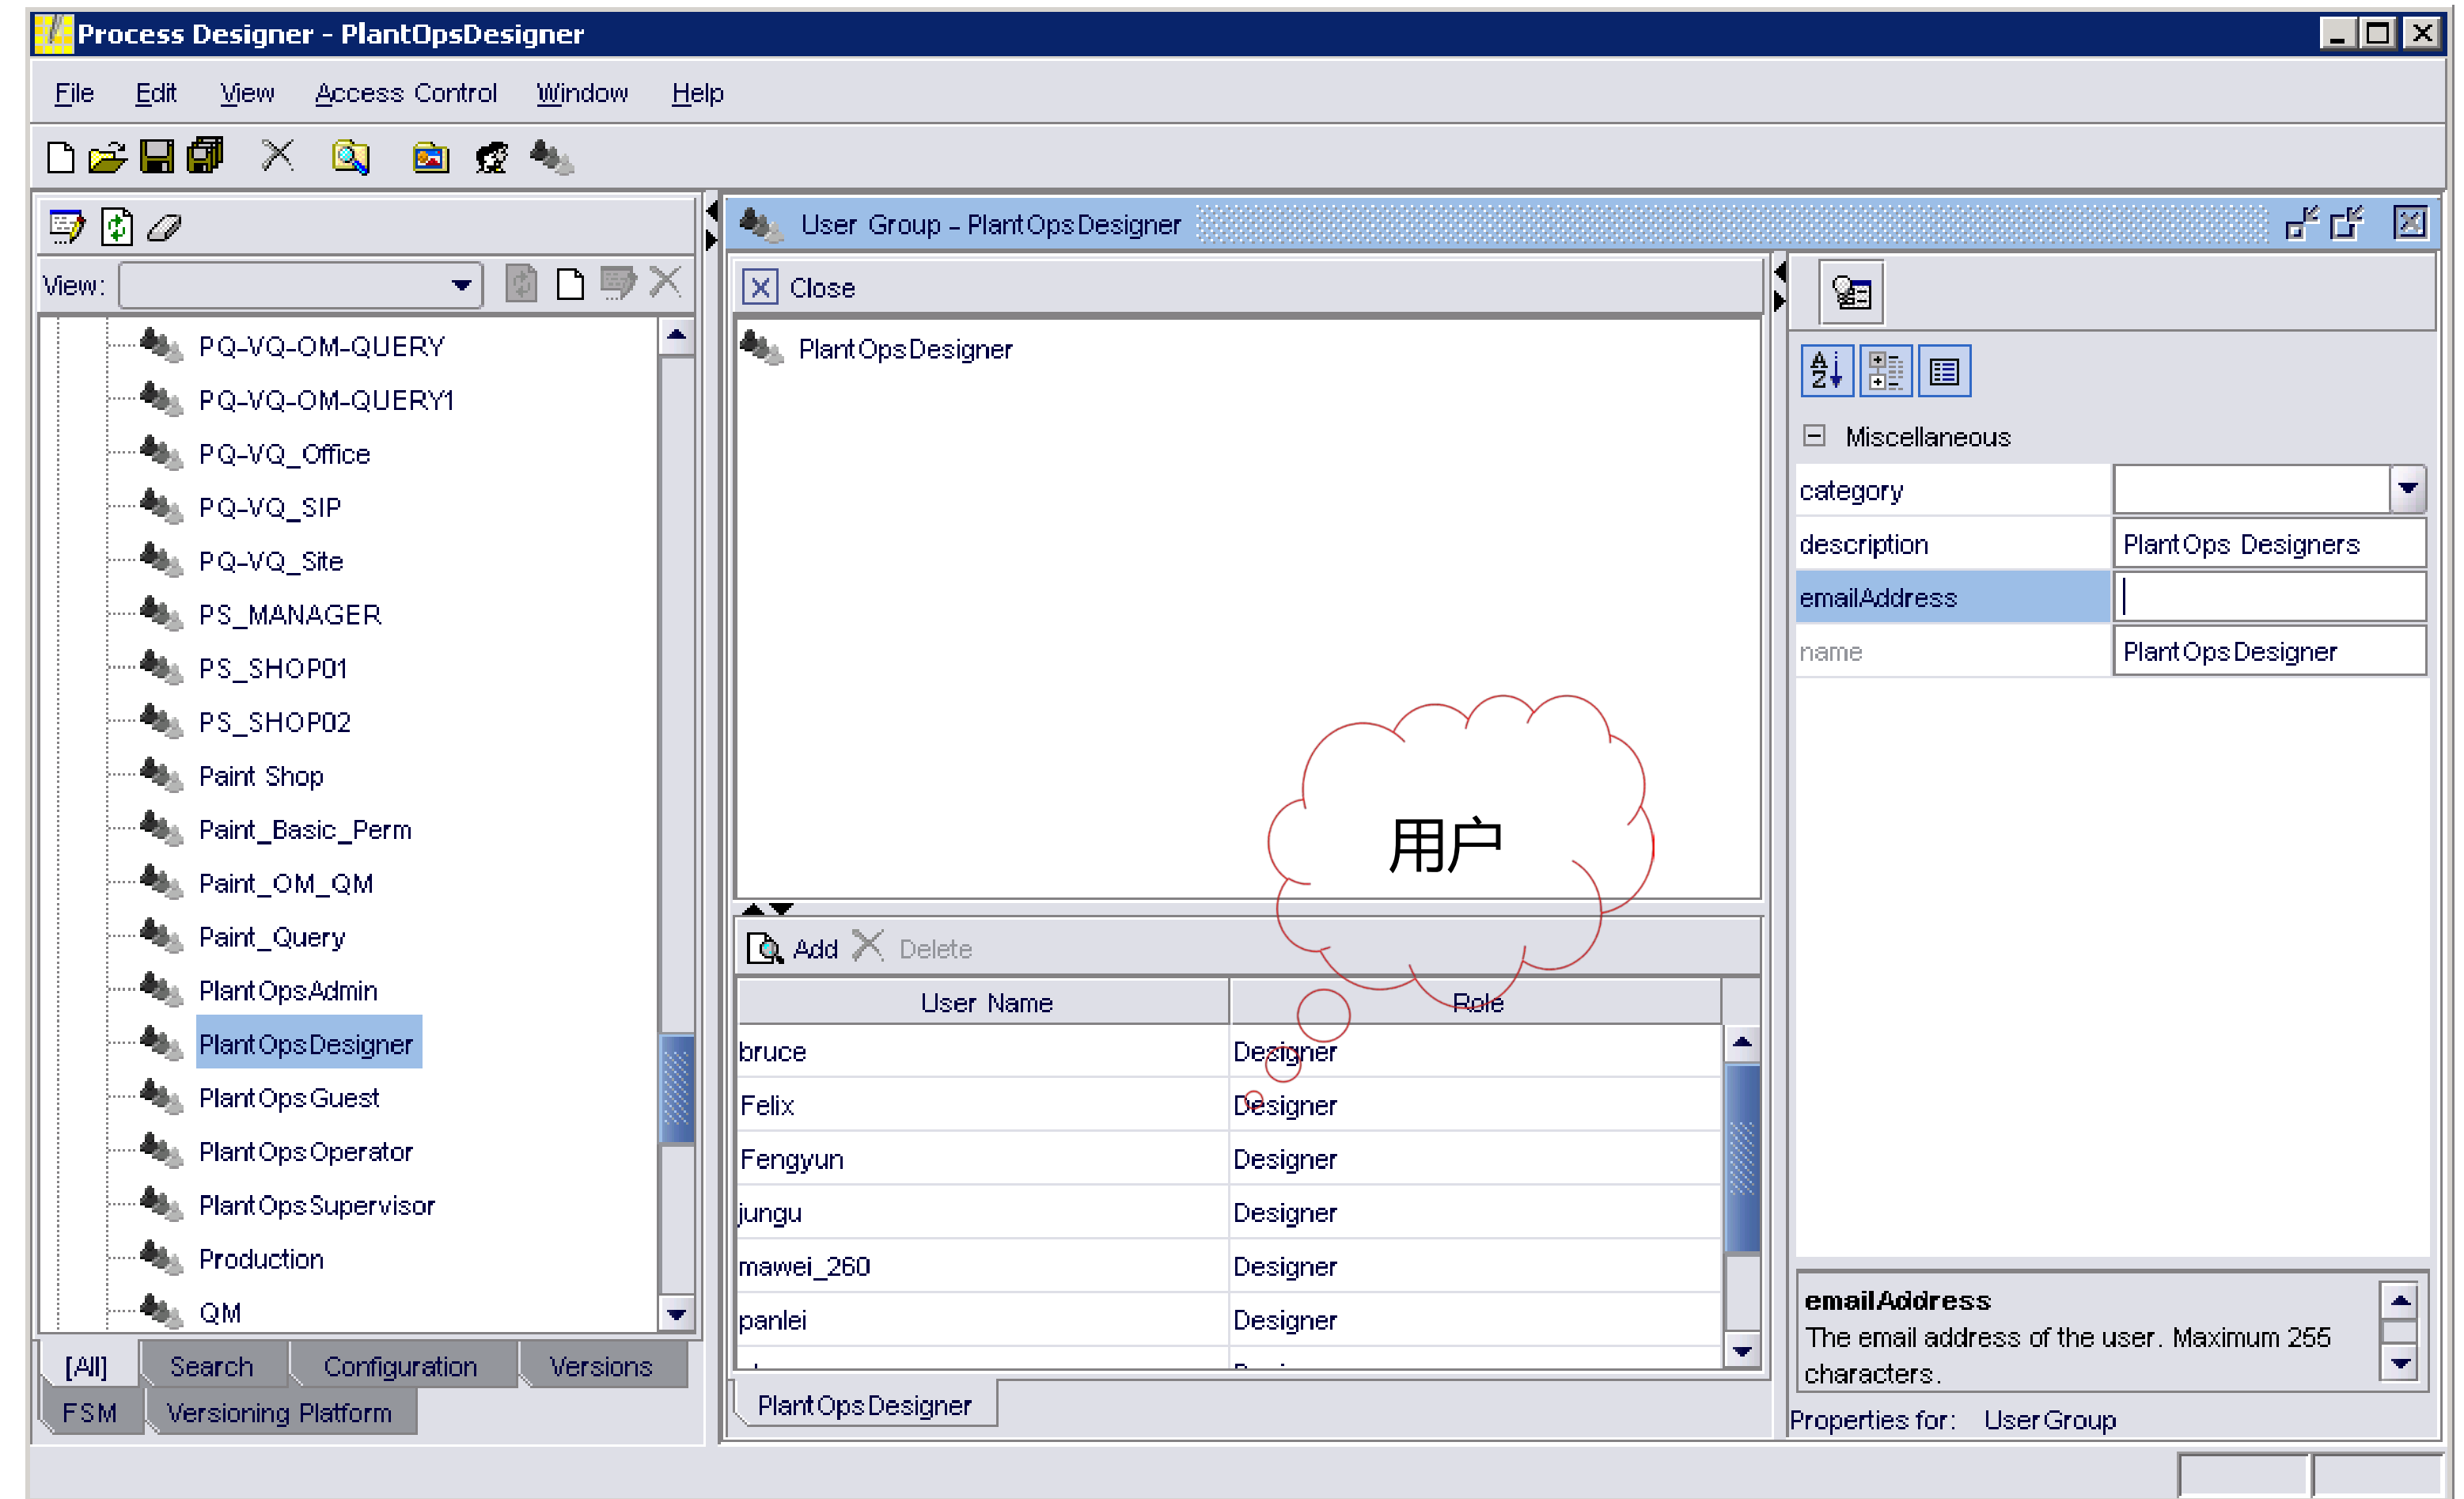 Process Designer - PlantOpsDesigner
File Edit View Access Control Window Help
View:
PQ-VQ-OM-QUERY
PQ-VQ-OM-QUERY1
PQ-VQ_Office
PQ-VQ_SIP
PQ-VQ_Site
PS_MANAGER
PS_SHOP01
PS_SHOP02
Paint Shop
Paint_Basic_Perm
Paint_OM_QM
Paint_Query
PlantOpsAdmin
PlantOpsDesigner
PlantOpsGuest
PlantOpsOperator
PlantOpsSupervisor
Production
QM
[All] Search Configuration Versions
FSM Versioning Platform
User Group - PlantOpsDesigner
Close
PlantOpsDesigner
用户
Add Delete
User Name Role
bruce Designer
Felix Designer
Fengyun Designer
jungu Designer
mawei_260 Designer
panlei Designer
PlantOpsDesigner
Miscellaneous
category
description PlantOps Designers
emailAddress
name PlantOpsDesigner
emailAddress
The email address of the user. Maximum 255
characters.
Properties for: UserGroup